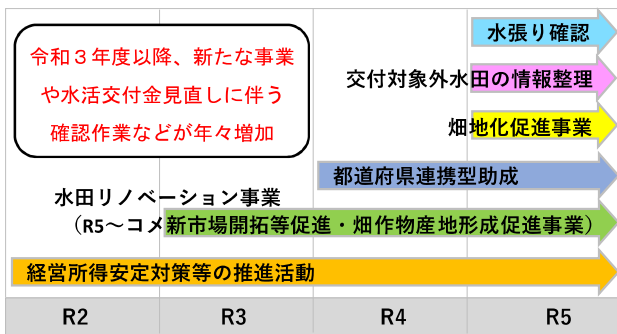 令和３年度以降、新たな事業
や水活交付金見直しに伴う
確認作業などが年々増加
水張り確認
交付対象外水田の情報整理
畑地化促進事業
都道府県連携型助成
水田リノベーション事業
（R5～コメ新市場開拓等促進・畑作物産地形成促進事業）
経営所得安定対策等の推進活動
R2 R3 R4 R5